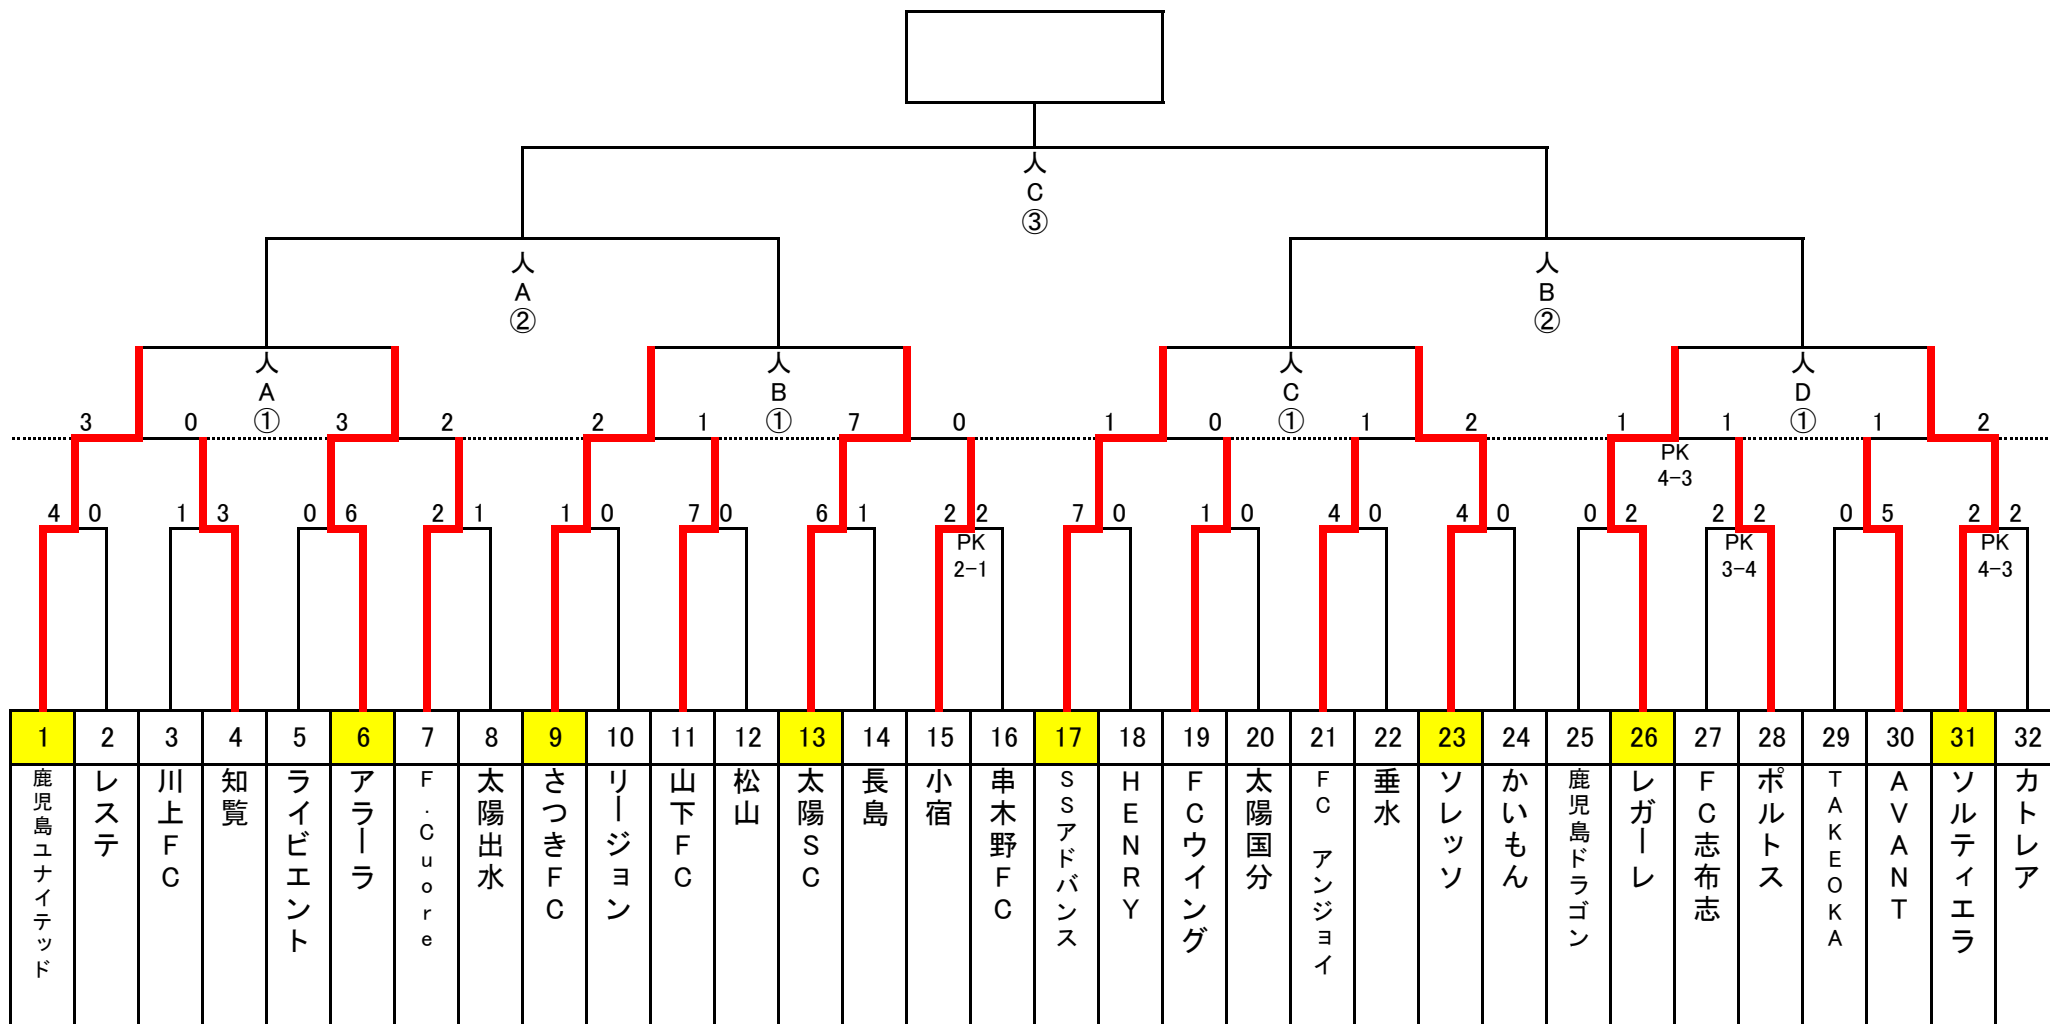 人
C
③
人
A
②
人
B
②
人
A
①
人
B
①
人
C
①
人
D
①
3 0 3 2 2 1 7 0 1 0 1 2 1 1 1 2
PK
4-3
4 0 1 3 0 6 2 1 1 0 7 0 6 1 2 2 7 0 1 0 4 0 4 0 0 2 2 2 0 5 2 2
PK
2-1
PK
3-4
PK
4-3
1 2 3 4 5 6 7 8 9 10 11 12 13 14 15 16 17 18 19 20 21 22 23 24 25 26 27 28 29 30 31 32
鹿児島ユナイテッド
レステ
川上FC
知覧
ライビエント
アラーラ
F.Cuore
太陽出水
さつきFC
リージョン
山下FC
松山
太陽SC
長島
小宿
串木野FC
SSアドバンス
HENRY
FCウイング
太陽国分
FC アンジョイ
垂水
ソレッソ
かいもん
鹿児島ドラゴン
レガーレ
FC志布志
ポルトス
TAKEOKA
AVANT
ソルティエラ
カトレア